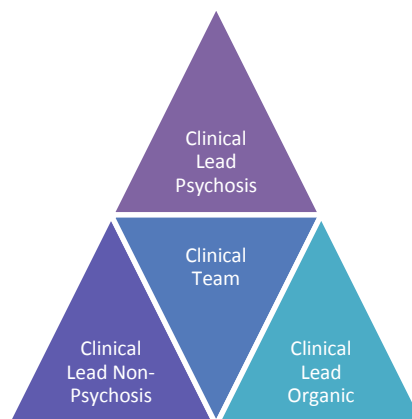 Clinical
Lead
Psychosis
Clinical
Team
Clinical
Lead Non-
Psychosis
Clinical
Lead
Organic